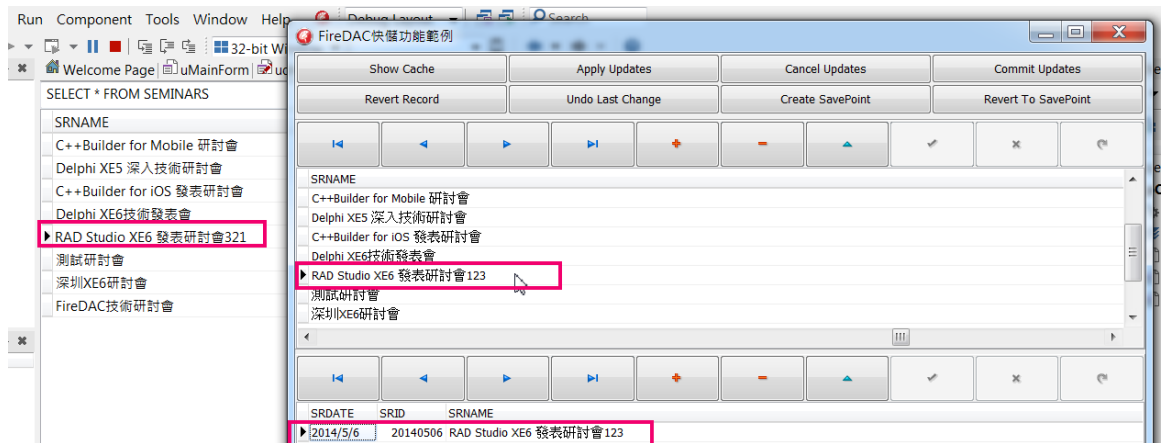 Run Component Tools Window Help Debug Layout Search
32-bit Wi
Welcome Page uMainForm
SELECT * FROM SEMINARS
SRNAME
C++Builder for Mobile 研討會
Delphi XE5 深入技術研討會
C++Builder for iOS 發表研討會
Delphi XE6技術發表會
RAD Studio XE6 發表研討會321
測試研討會
深圳XE6研討會
FireDAC技術研討會
FireDAC快儲功能範例
Show Cache Apply Updates Cancel Updates Commit Updates
Revert Record Undo Last Change Create SavePoint Revert To SavePoint
SRNAME
C++Builder for Mobile 研討會
Delphi XE5 深入技術研討會
C++Builder for iOS 發表研討會
Delphi XE6技術發表會
RAD Studio XE6 發表研討會123
測試研討會
深圳XE6研討會
SRDATE SRID SRNAME
2014/5/6 20140506 RAD Studio XE6 發表研討會123